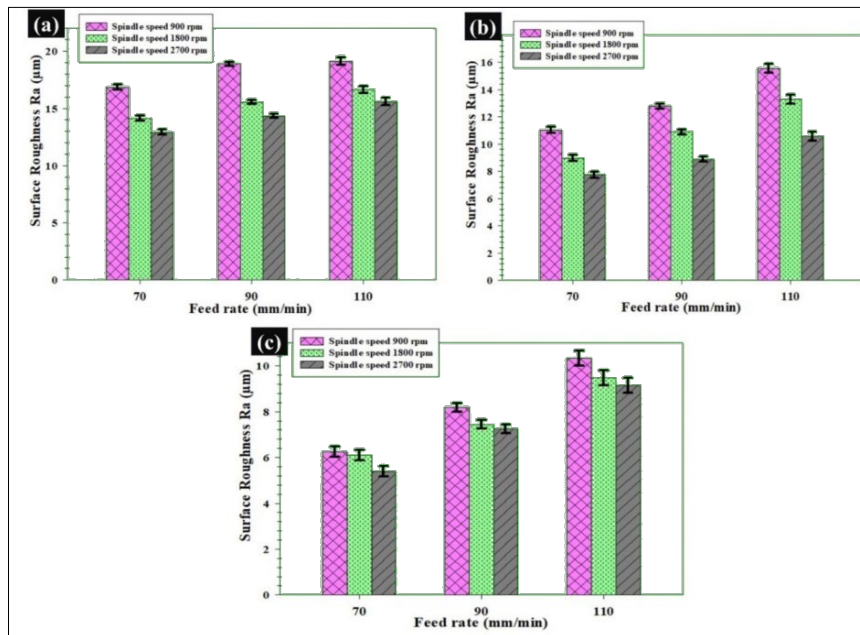 (a)
Spindle speed 900 rpm
Spindle speed 1800 rpm
Spindle speed 2700 rpm
Surface Roughness Ra (µm)
20
15
10
5
0
70 90 110
Feed rate (mm/min)
(b)
Spindle speed 900 rpm
Spindle speed 1800 rpm
Spindle speed 2700 rpm
Surface Roughness Ra (µm)
16
14
12
10
8
6
4
2
0
70 90 110
Feed rate (mm/min)
(c)
Spindle speed 900 rpm
Spindle speed 1800 rpm
Spindle speed 2700 rpm
Surface Roughness Ra (µm)
10
8
6
4
2
0
70 90 110
Feed rate (mm/min)